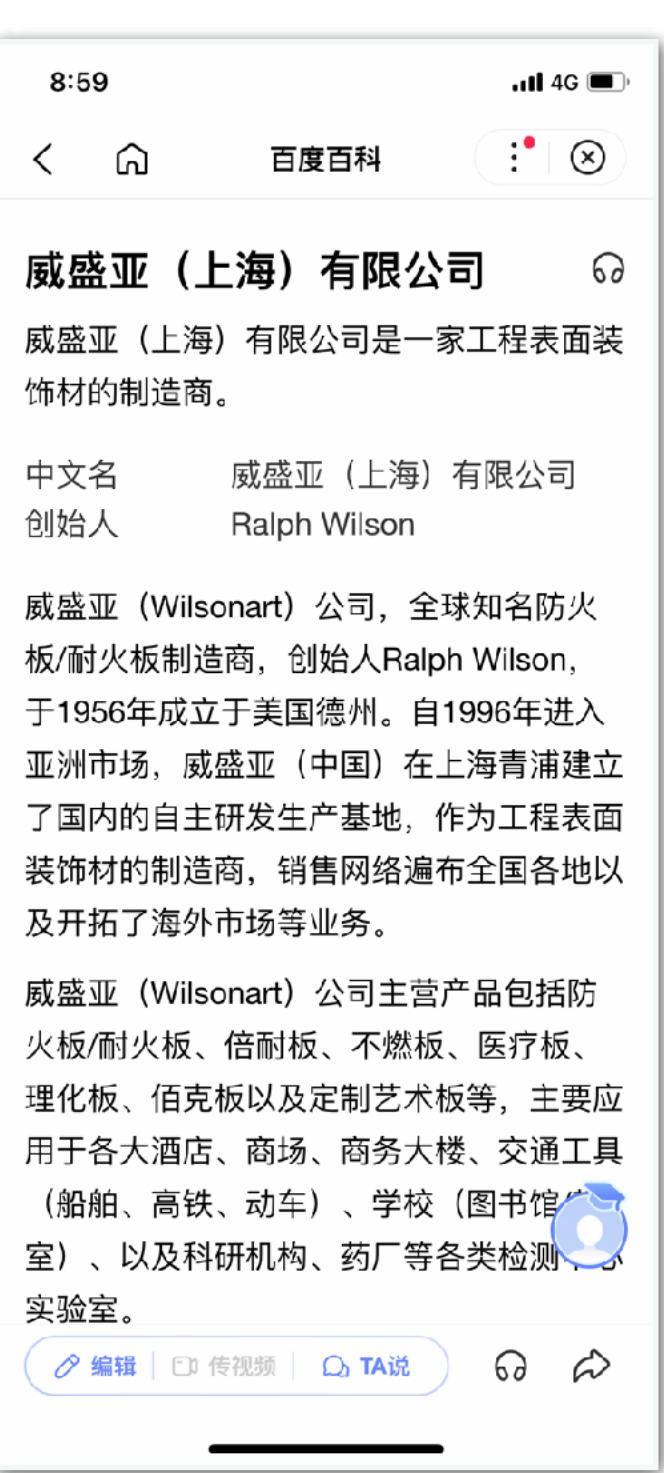 8:59
4G
百度百科
威盛亚（上海）有限公司
威盛亚（上海）有限公司是一家工程表面装
饰材的制造商。
中文名 威盛亚（上海）有限公司
创始人 Ralph Wilson
威盛亚（Wilsonart）公司，全球知名防火
板/耐火板制造商，创始人Ralph Wilson，
于1956年成立于美国德州。自1996年进入
亚洲市场，威盛亚（中国）在上海青浦建立
了国内的自主研发生产基地，作为工程表面
装饰材的制造商，销售网络遍布全国各地以
及开拓了海外市场等业务。
威盛亚（Wilsonart）公司主营产品包括防
火板/耐火板、倍耐板、不燃板、医疗板、
理化板、佰克板以及定制艺术板等，主要应
用于各大酒店、商场、商务大楼、交通工具
（船舶、高铁、动车）、学校（图书馆
室）、以及科研机构、药厂等各类检测
实验室。
编辑 传视频 TA说